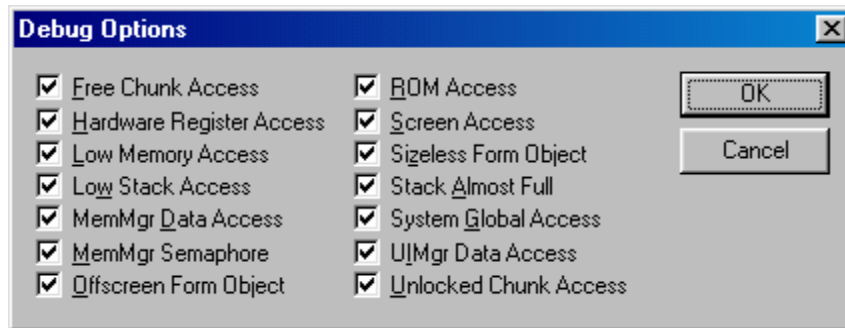 Debug Options
Free Chunk Access
Hardware Register Access
Low Memory Access
Low Stack Access
MemMgr Data Access
MemMgr Semaphore
Offscreen Form Object
ROM Access
Screen Access
Sizeless Form Object
Stack Almost Full
System Global Access
UIMgr Data Access
Unlocked Chunk Access
OK
Cancel